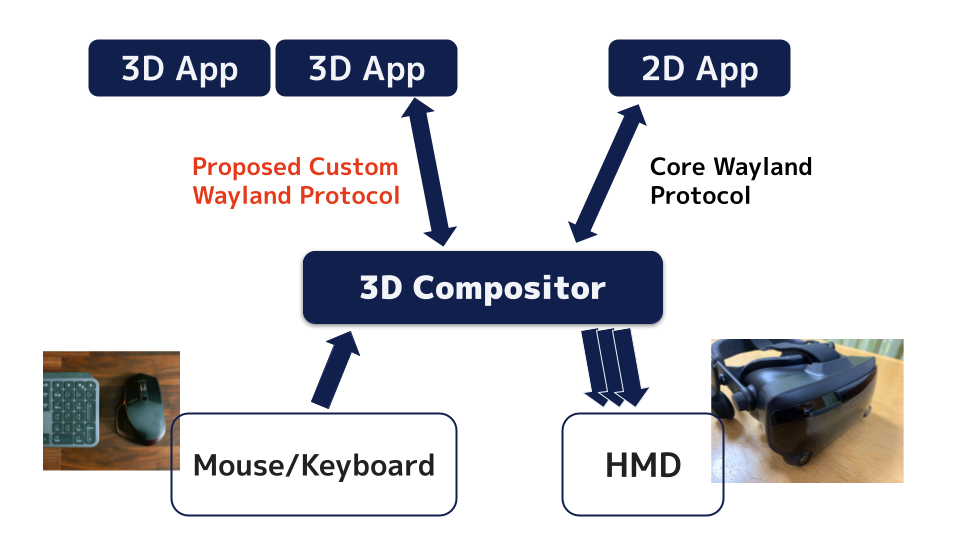 3D App
3D App
2D App
Proposed Custom
Wayland Protocol
Core Wayland
Protocol
3D Compositor
Mouse/Keyboard
HMD